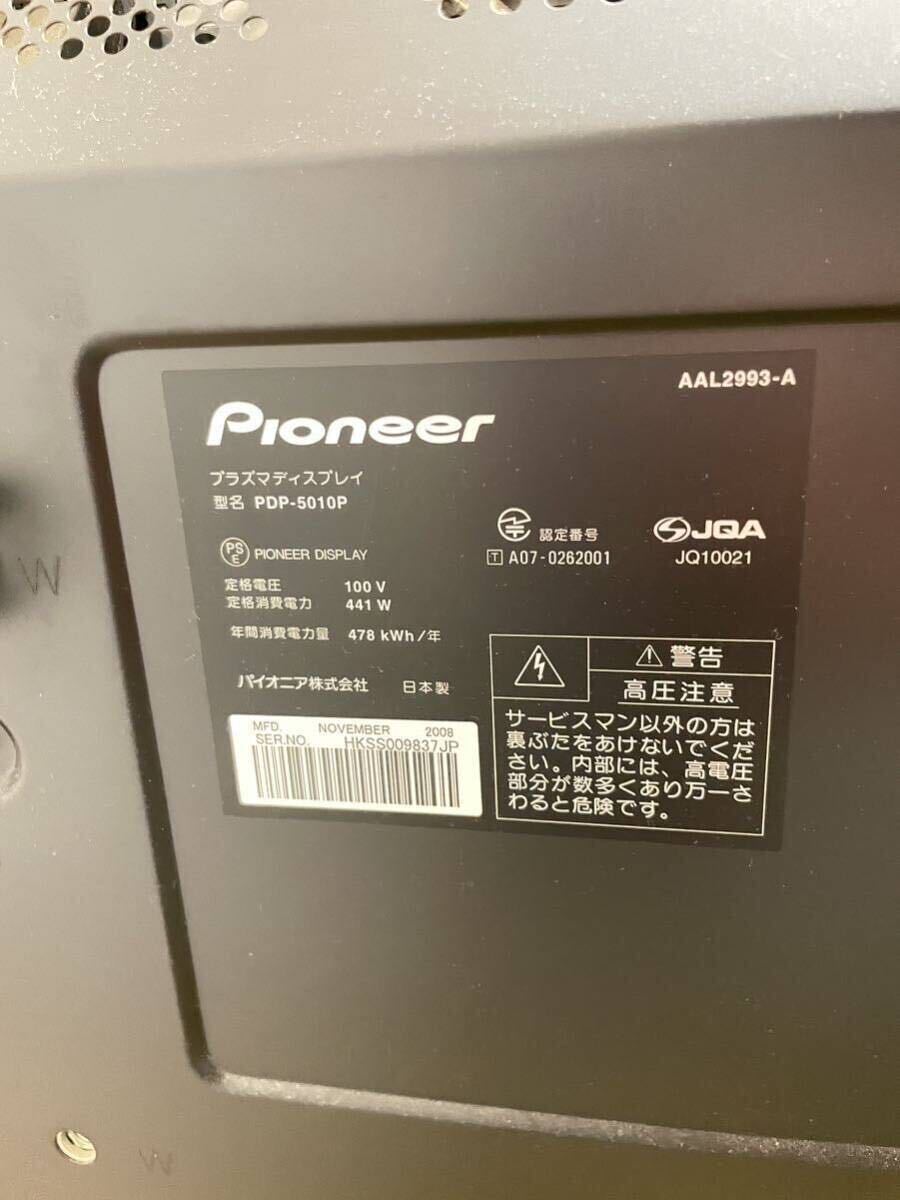 AAL2993-A
Pioneer
プラズマディスプレイ
型名 PDP-5010P
PS E PIONEER DISPLAY
認定番号
T A07-0262001
JQA
JQ10021
定格電圧 100 V
定格消費電力 441 W
年間消費電力量 478 kWh/年
パイオニア株式会社 日本製
MFD. NOVEMBER 2008
SER.NO. HKSS009837JP
⚠ 警告
高圧注意
サービスマン以外の方は
裏ぶたをあけないでくだ
さい。内部には、高電圧
部分が数多くあり万一さ
わると危険です。
W
W